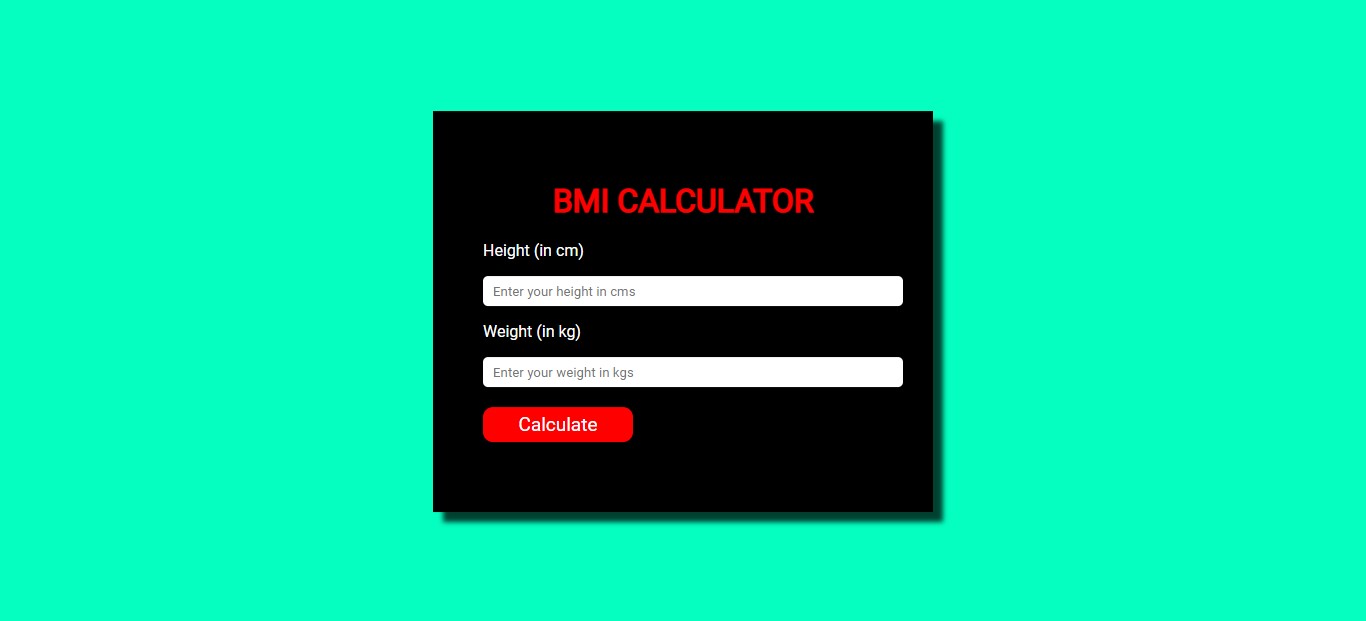 BMI CALCULATOR
Height (in cm)
Enter your height in cms
Weight (in kg)
Enter your weight in kgs
Calculate